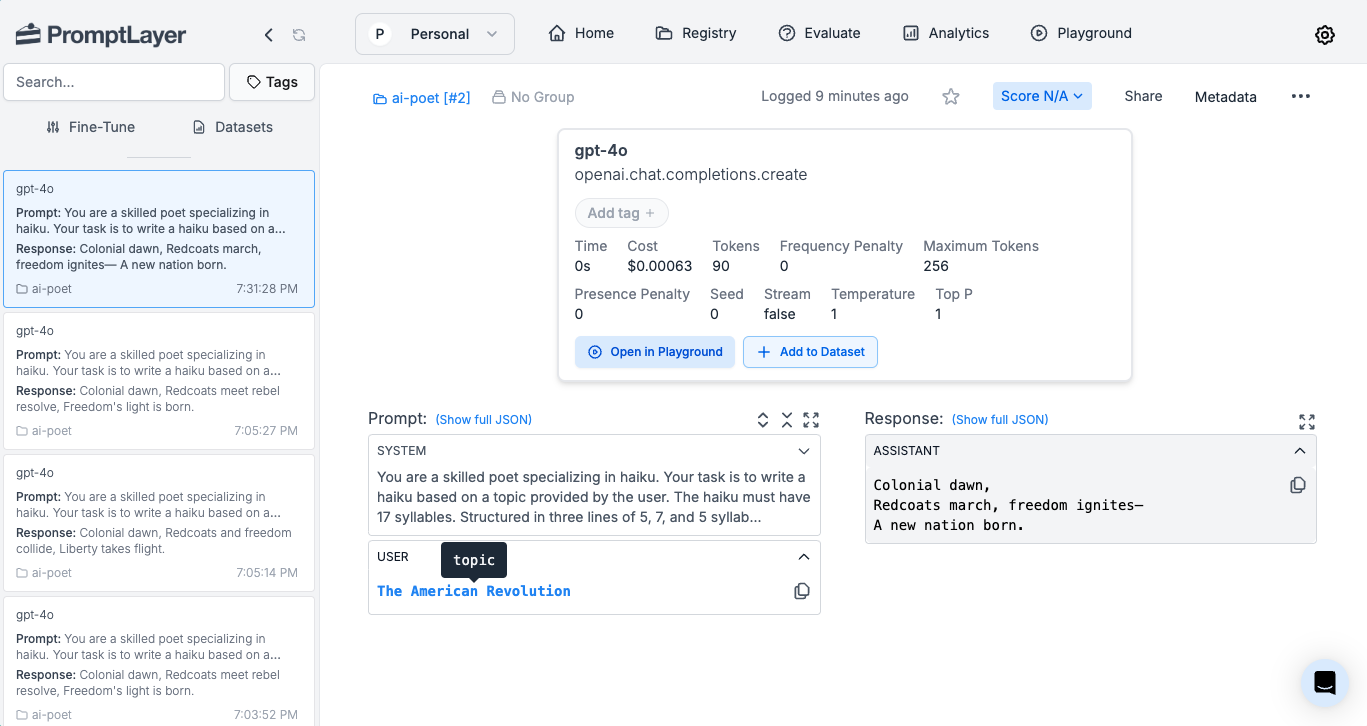 PromptLayer
P Personal
Home
Registry
Evaluate
Analytics
Playground
Search...
Tags
Fine-Tune
Datasets
gpt-4o
Prompt: You are a skilled poet specializing in
haiku. Your task is to write a haiku based on a...
Response: Colonial dawn, Redcoats march,
freedom ignites— A new nation born.
ai-poet
7:31:28 PM
gpt-4o
Prompt: You are a skilled poet specializing in
haiku. Your task is to write a haiku based on a...
Response: Colonial dawn, Redcoats meet rebel
resolve, Freedom's light is born.
ai-poet
7:05:27 PM
gpt-4o
Prompt: You are a skilled poet specializing in
haiku. Your task is to write a haiku based on a...
Response: Colonial dawn, Redcoats and freedom
collide, Liberty takes flight.
ai-poet
7:05:14 PM
gpt-4o
Prompt: You are a skilled poet specializing in
haiku. Your task is to write a haiku based on a...
Response: Colonial dawn, Redcoats meet rebel
resolve, Freedom's light is born.
ai-poet
7:03:52 PM
ai-poet [#2]
No Group
Logged 9 minutes ago
Score N/A
Share
Metadata
gpt-4o
openai.chat.completions.create
Add tag +
Time Cost Tokens Frequency Penalty Maximum Tokens
0s $0.00063 90 0 256
Presence Penalty Seed Stream Temperature Top P
0 0 false 1 1
Open in Playground
Add to Dataset
Prompt: (Show full JSON)
SYSTEM
You are a skilled poet specializing in haiku. Your task is to write a
haiku based on a topic provided by the user. The haiku must have
17 syllables. Structured in three lines of 5, 7, and 5 syllab...
USER
topic
The American Revolution
Response: (Show full JSON)
ASSISTANT
Colonial dawn,
Redcoats march, freedom ignites—
A new nation born.